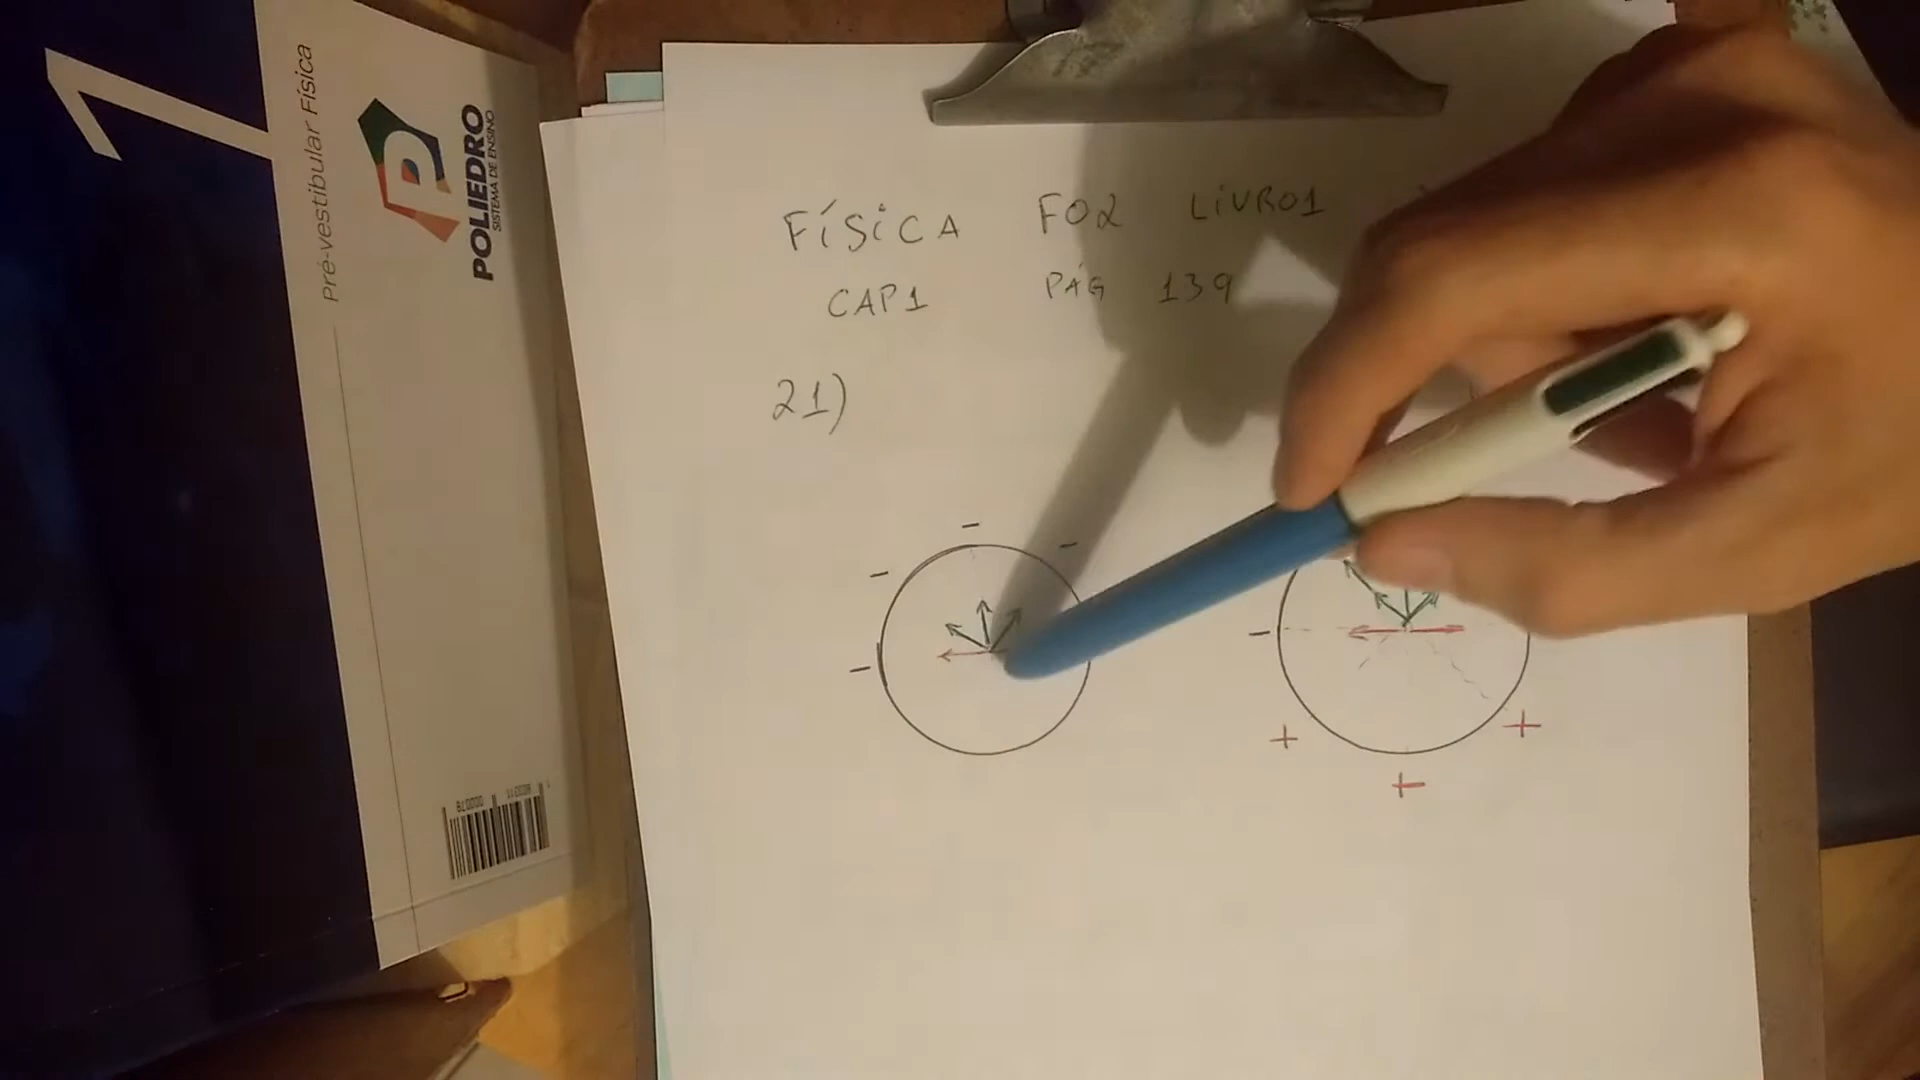 1
Pré-vestibular Física
POLIEDRO
SISTEMA DE ENSINO
FÍSICA FO2 LIVRO1
CAP1 PÁG 139
21)
- - - -
-
+ +
+